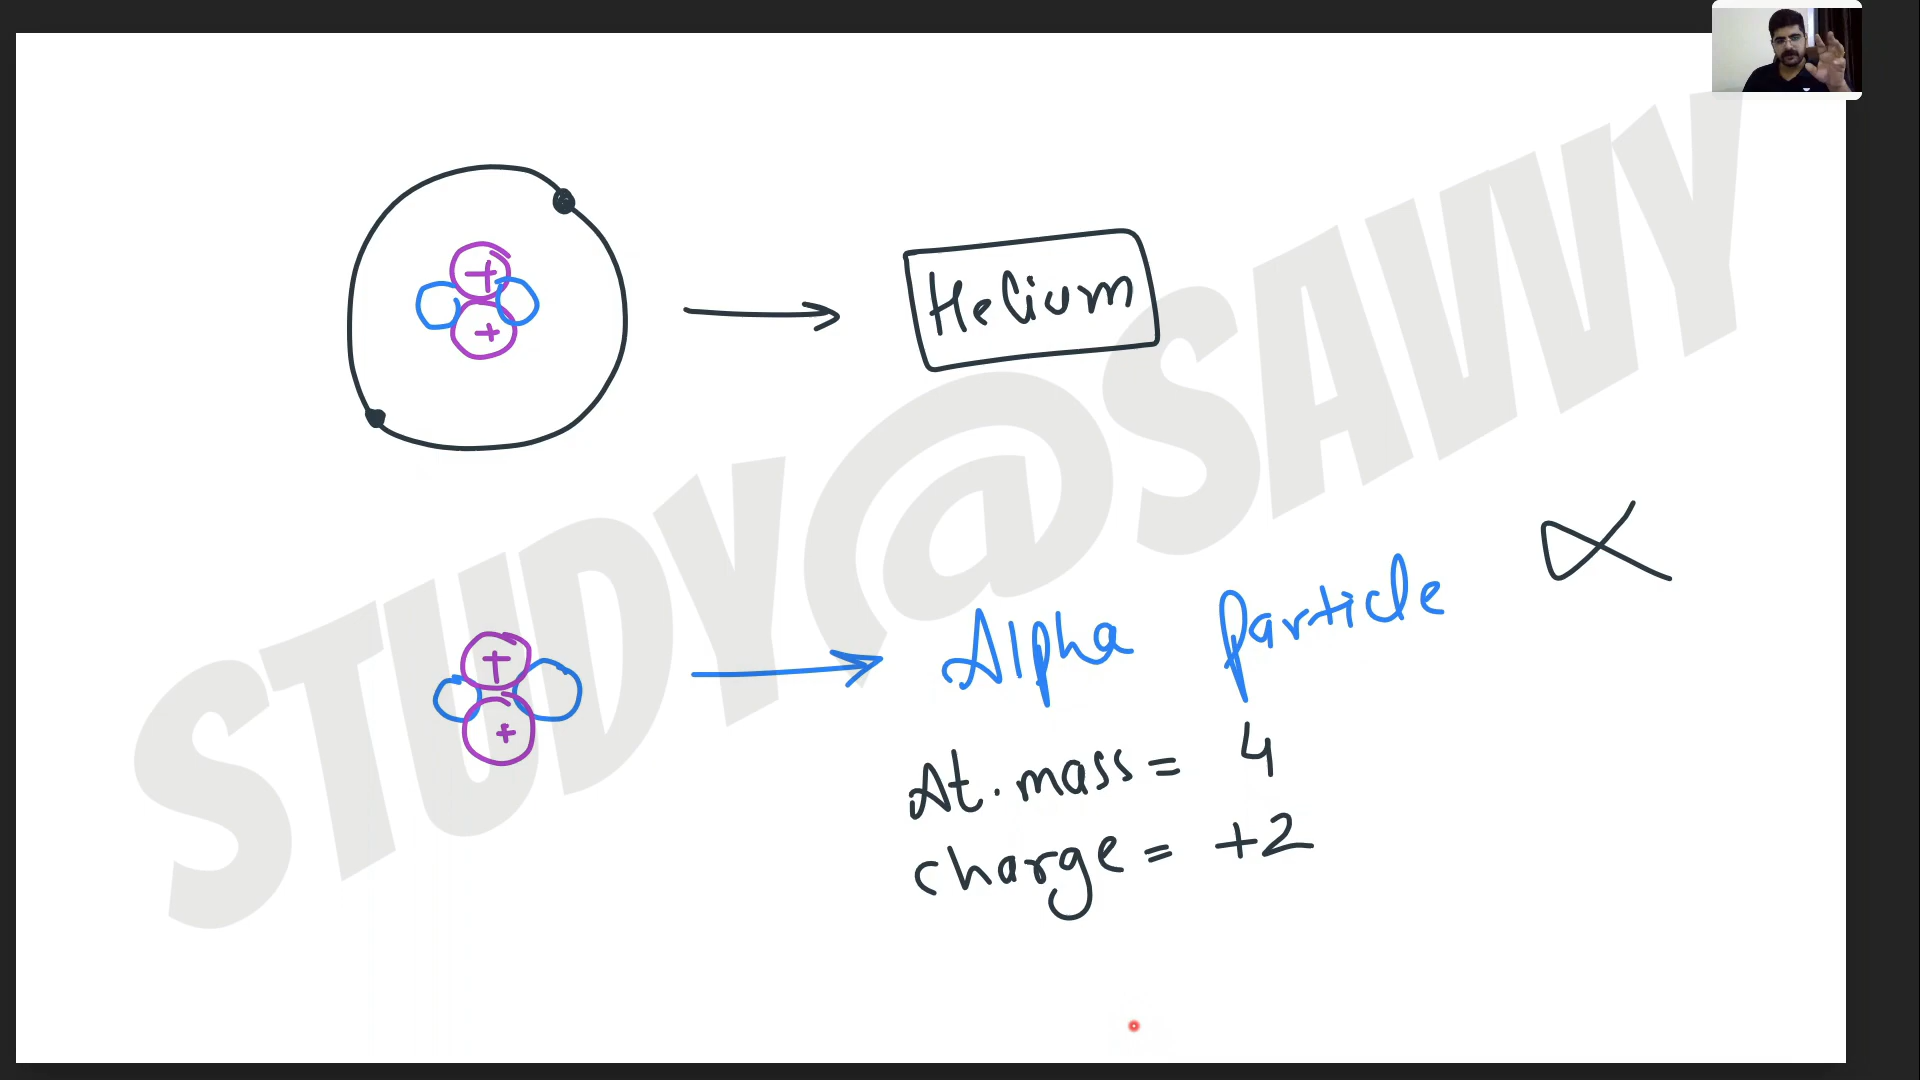 +
+
Helium
STUDY@SAVVY
∝
Alpha Particle
+
+
At. mass = 4
charge = +2